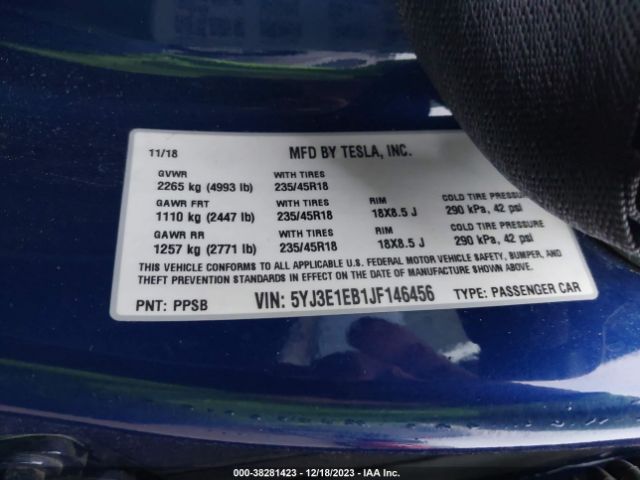 11/18 MFD BY TESLA, INC.
GVWR WITH TIRES
2265 kg (4993 lb) 235/45R18
GAWR FRT WITH TIRES RIM COLD TIRE PRESSURE
1110 kg (2447 lb) 235/45R18 18X8.5 J 290 kPa, 42 psi
GAWR RR WITH TIRES RIM COLD TIRE PRESSURE
1257 kg (2771 lb) 235/45R18 18X8.5 J 290 kPa, 42 psi
THIS VEHICLE CONFORMS TO ALL APPLICABLE U.S. FEDERAL MOTOR VEHICLE SAFETY, BUMPER, AND
THEFT PREVENTION STANDARDS IN EFFECT ON THE DATE OF MANUFACTURE SHOWN ABOVE.
PNT: PPSB VIN: 5YJ3E1EB1JF146456 TYPE: PASSENGER CAR
000-38281423 - 12/18/2023 - IAA Inc.